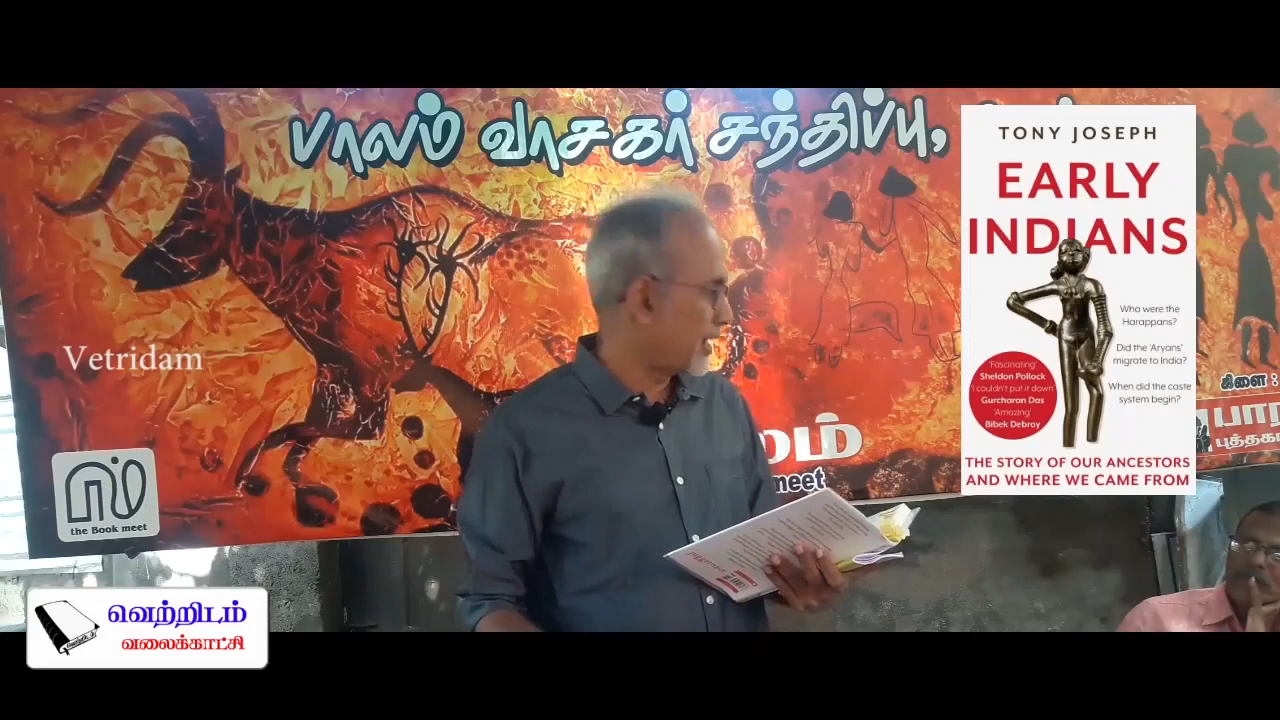 பாலம் வாசகர் சந்திப்பு,
TONY JOSEPH
EARLY
INDIANS
Who were the
Harappans?
Did the 'Aryans'
migrate to India?
When did the caste
system begin?
'Fascinating'
Sheldon Pollock
'I couldn't put it down'
Gurcharan Das
'Amazing'
Bibek Debroy
THE STORY OF OUR ANCESTORS
AND WHERE WE CAME FROM
Vetridam
the Book meet
meet
கிளை :
வெற்றிடம்
வலைக்காட்சி